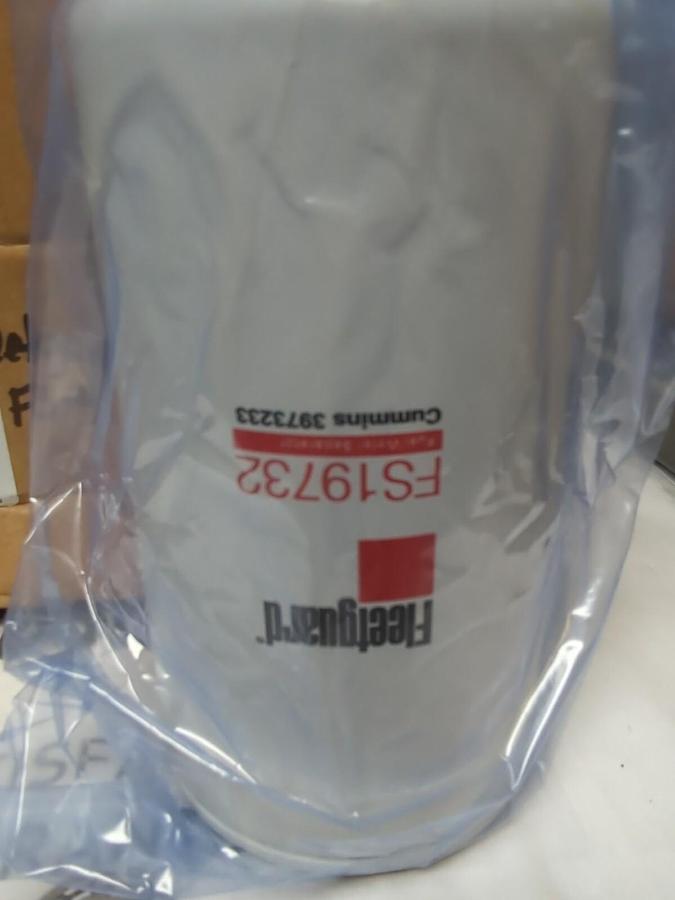 Fleetguard
FS19732
Fuel/Water Separator
Cummins 3973233